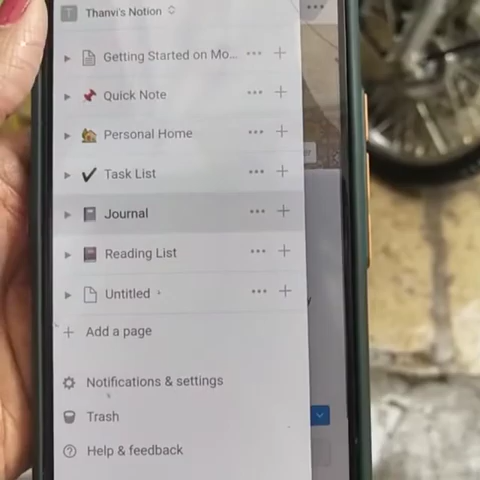 T Thanvi's Notion
Getting Started on Mo...
Quick Note
Personal Home
Task List
Journal
Reading List
Untitled
Add a page
Notifications & settings
Trash
Help & feedback